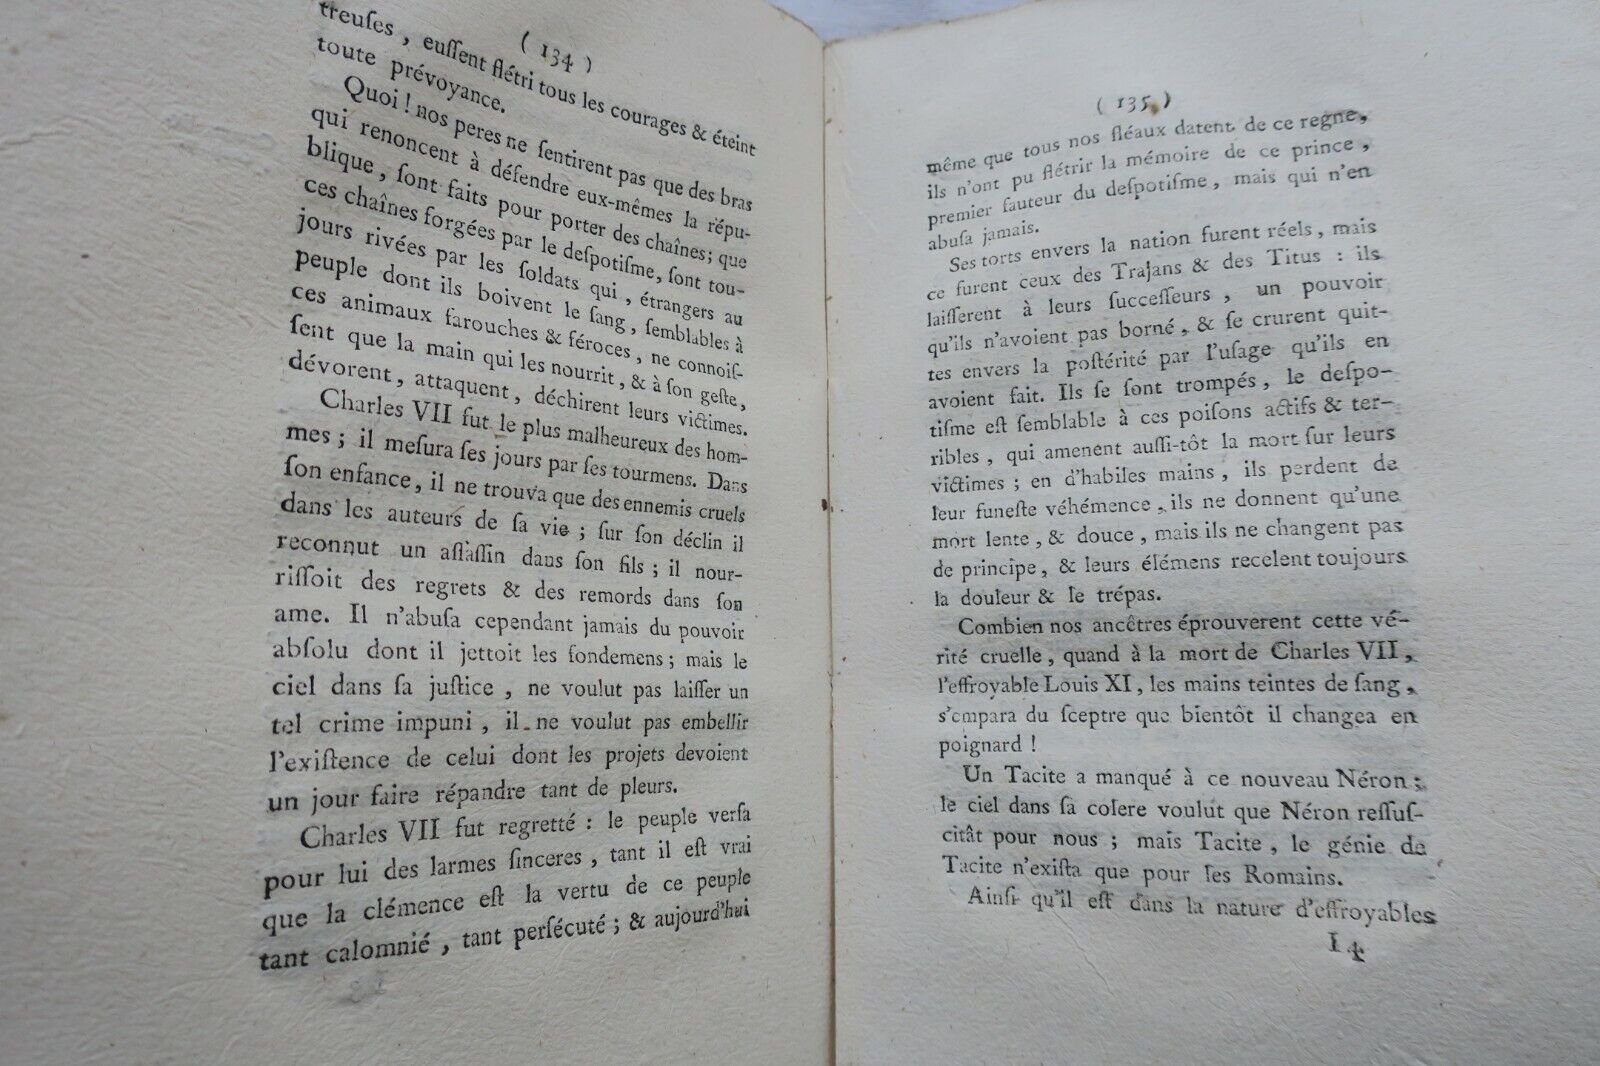 ( 134 )
treuſes, euſſent flétri tous les courages & éteint
toute prévoyance.
Quoi ! nos peres ne ſentirent pas que des bras
qui renoncent à défendre eux-mêmes la répu-
blique, ſont faits pour porter des chaînes; que
ces chaînes forgées par le deſpotiſme, ſont tou-
jours rivées par les ſoldats qui, étrangers au
peuple dont ils boivent le ſang, ſemblables à
ces animaux farouches & féroces, ne connoiſ-
ſent que la main qui les nourrit, & à ſon geſte,
dévorent, attaquent, déchirent leurs victimes.
Charles VII fut le plus malheureux des hom-
mes; il meſura ſes jours par ſes tourmens. Dans
ſon enfance, il ne trouva que des ennemis cruels
dans les auteurs de ſa vie; ſur ſon déclin il
reconnut un aſſaſſin dans ſon fils; il nour-
riſſoit des regrets & des remords dans ſon
ame. Il n'abuſa cependant jamais du pouvoir
abſolu dont il jettoit les fondemens; mais le
ciel dans ſa juſtice, ne voulut pas laiſſer un
tel crime impuni, il ne voulut pas embellir
l'exiſtence de celui dont les projets devoient
un jour faire répandre tant de pleurs.
Charles VII fut regretté : le peuple verſa
pour lui des larmes ſinceres, tant il eſt vrai
que la clémence eſt la vertu de ce peuple
tant calomnié, tant perſécuté; & aujourd'hui
( 135 )
même que tous nos fléaux datent de ce regne,
ils n'ont pu flétrir la mémoire de ce prince,
premier fauteur du deſpotiſme, mais qui n'en
abuſa jamais.
Ses torts envers la nation furent réels, mais
ce furent ceux des Trajans & des Titus : ils
laiſſerent à leurs ſucceſſeurs, un pouvoir
qu'ils n'avoient pas borné, & ſe crurent quit-
tes envers la poſtérité par l'uſage qu'ils en
avoient fait. Ils ſe ſont trompés, le deſpo-
tiſme eſt ſemblable à ces poiſons actifs & ter-
ribles, qui amenent auſſi-tôt la mort ſur leurs
victimes; en d'habiles mains, ils perdent de
leur funeſte véhémence, ils ne donnent qu'une
mort lente, & douce, mais ils ne changent pas
de principe, & leurs élémens recelent toujours
la douleur & le trépas.
Combien nos ancêtres éprouverent cette vé-
rité cruelle, quand à la mort de Charles VII,
l'effroyable Louis XI, les mains teintes de ſang,
s'empara du ſceptre que bientôt il changea en
poignard !
Un Tacite a manqué à ce nouveau Néron;
le ciel dans ſa colere voulut que Néron reſſuſ-
citât pour nous; mais Tacite, le génie de
Tacite n'exiſta que pour les Romains.
Ainſi qu'il eſt dans la nature d'effroyables
I 4